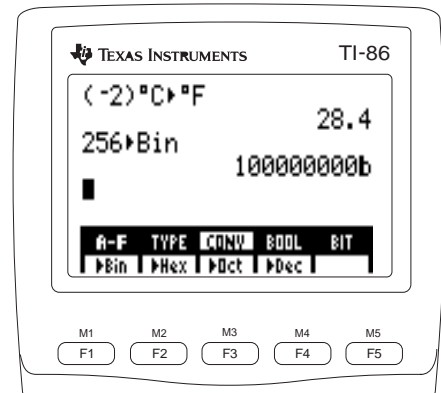 TEXAS INSTRUMENTS TI-86
(⁻2)°C▸°F
28.4
256▸Bin
100000000b
A-F TYPE CONV BOOL BIT
▸Bin ▸Hex ▸Oct ▸Dec
M1 M2 M3 M4 M5
F1 F2 F3 F4 F5